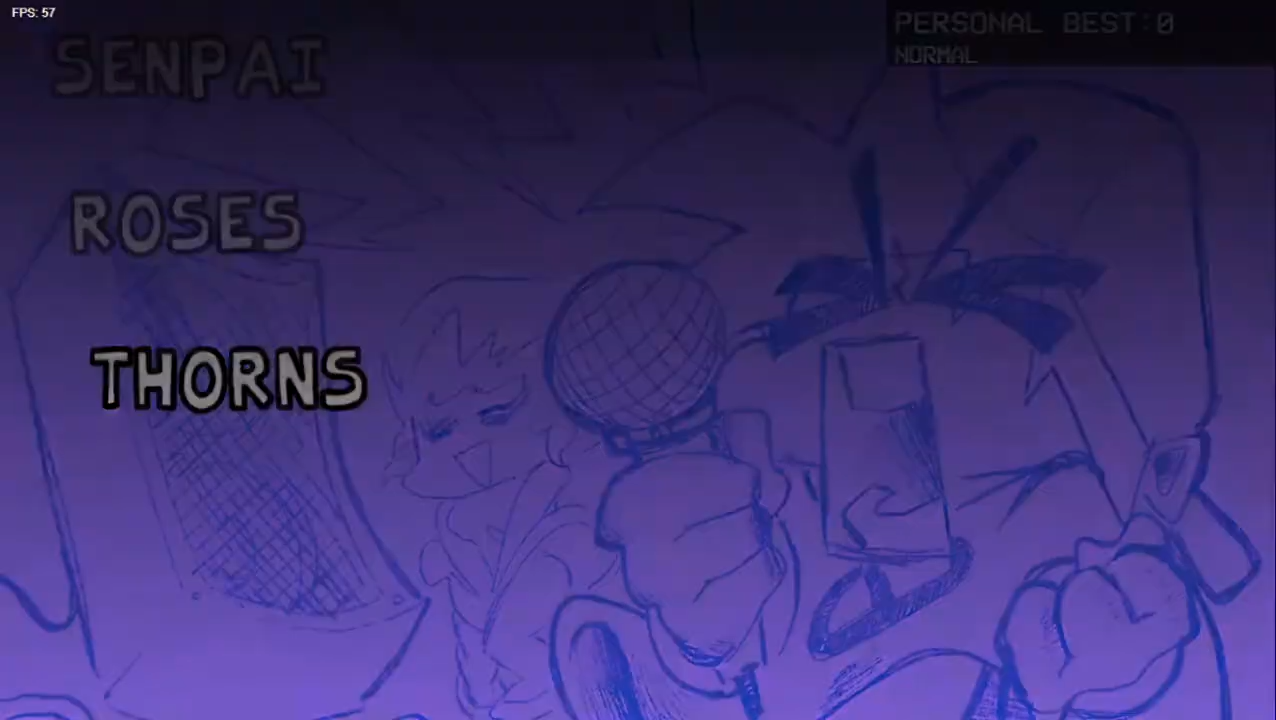 FPS: 57
PERSONAL BEST:0
NORMAL
SENPAI
ROSES
THORNS